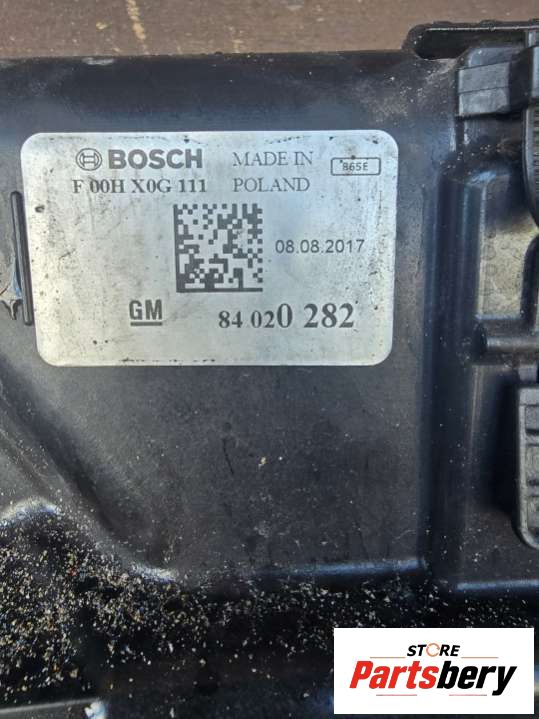 BOSCH MADE IN 865E
F 00H X0G 111 POLAND
08.08.2017
GM 84 020 282
STORE
Partsbery